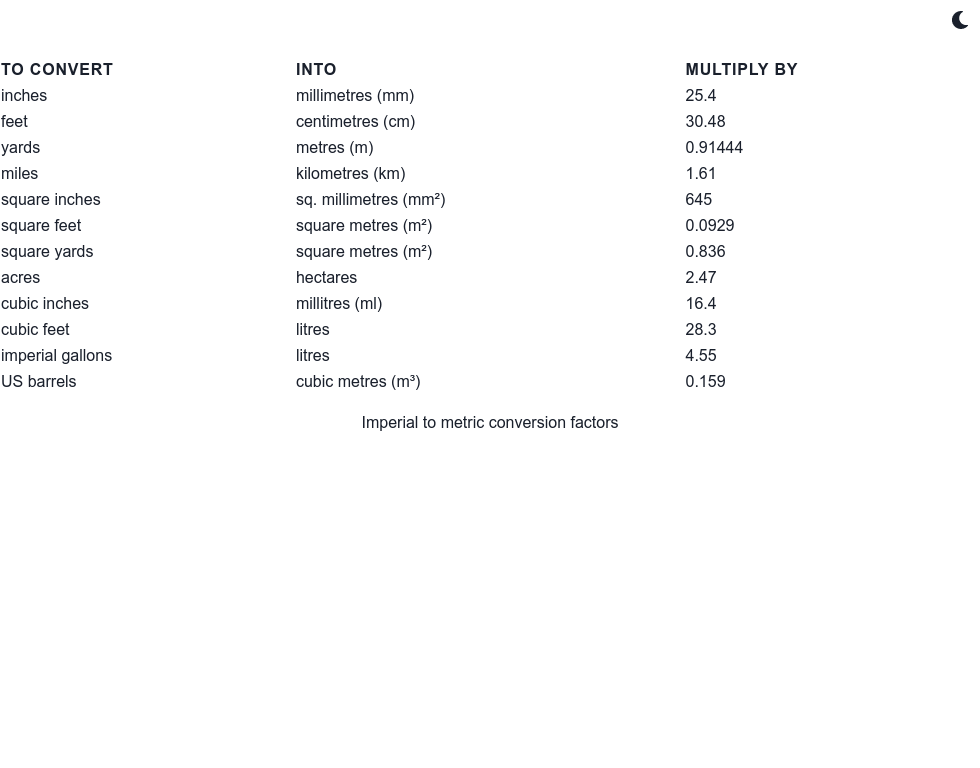 TO CONVERT INTO MULTIPLY BY
inches millimetres (mm) 25.4
feet centimetres (cm) 30.48
yards metres (m) 0.91444
miles kilometres (km) 1.61
square inches sq. millimetres (mm²) 645
square feet square metres (m²) 0.0929
square yards square metres (m²) 0.836
acres hectares 2.47
cubic inches millitres (ml) 16.4
cubic feet litres 28.3
imperial gallons litres 4.55
US barrels cubic metres (m³) 0.159
Imperial to metric conversion factors